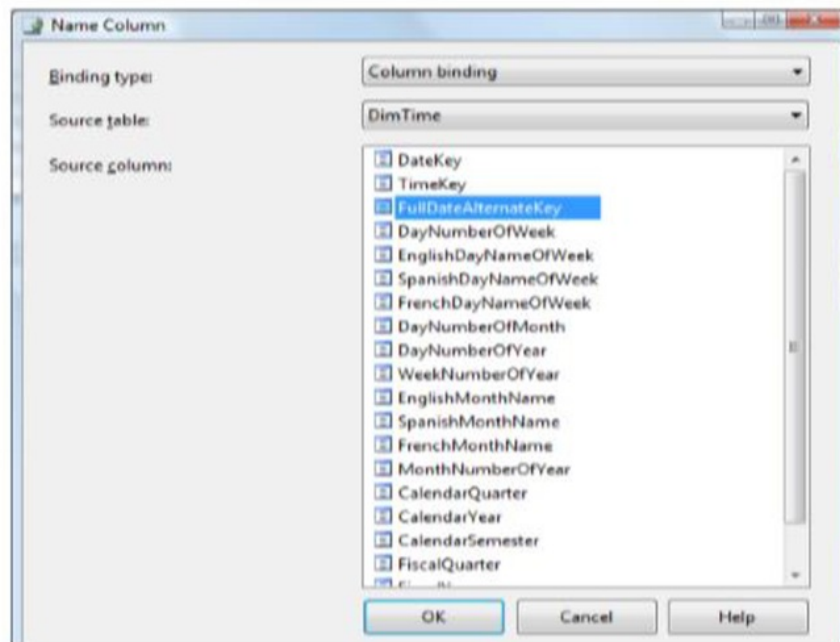 Name Column
Binding type:
Column binding
Source table:
DimTime
Source column:
DateKey
TimeKey
FullDateAlternateKey
DayNumberOfWeek
EnglishDayNameOfWeek
SpanishDayNameOfWeek
FrenchDayNameOfWeek
DayNumberOfMonth
DayNumberOfYear
WeekNumberOfYear
EnglishMonthName
SpanishMonthName
FrenchMonthName
MonthNumberOfYear
CalendarQuarter
CalendarYear
CalendarSemester
FiscalQuarter
OK
Cancel
Help